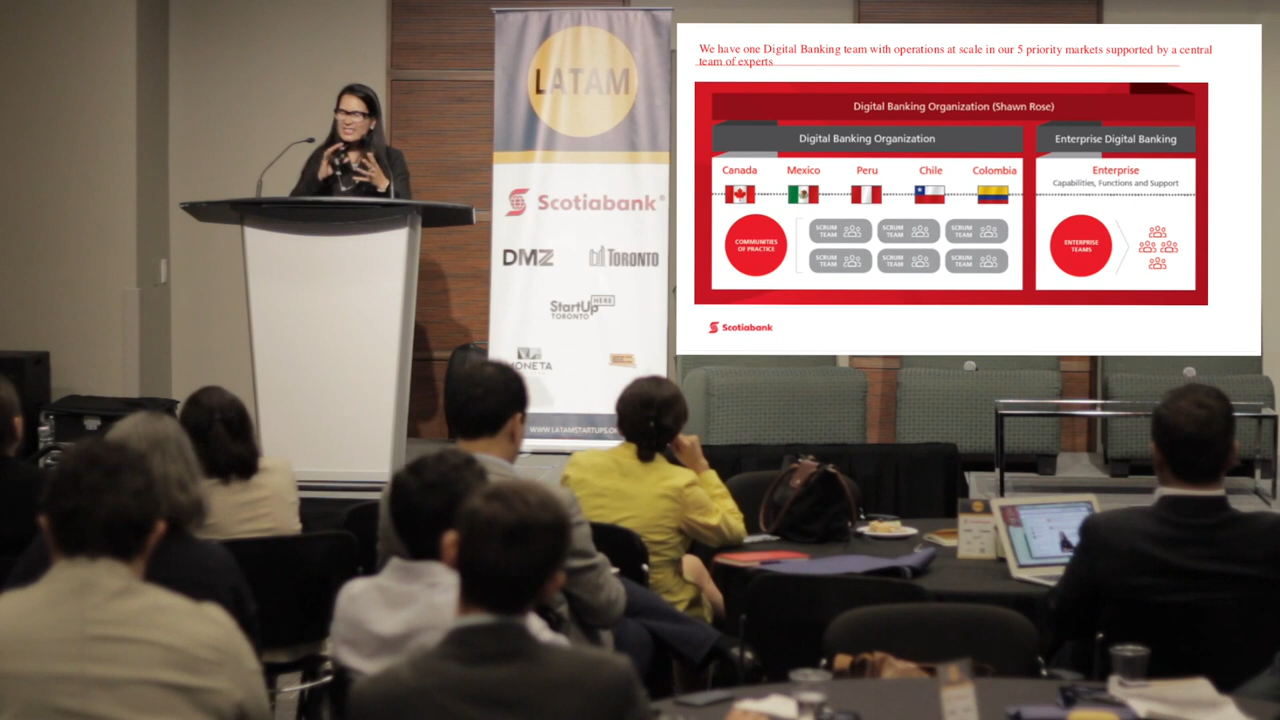 LATAM
Scotiabank®
DMZ
TORONTO
StartUp HERE
TORONTO
WWW.LATAMSTARTUPS.O
We have one Digital Banking team with operations at scale in our 5 priority markets supported by a central
team of experts
Digital Banking Organization (Shawn Rose)
Digital Banking Organization
Enterprise Digital Banking
Canada
Mexico
Peru
Chile
Colombia
Enterprise
Capabilities, Functions and Support
COMMUNITIES
OF PRACTICE
SCRUM
TEAM
SCRUM
TEAM
SCRUM
TEAM
SCRUM
TEAM
SCRUM
TEAM
SCRUM
TEAM
ENTERPRISE
TEAMS
Scotiabank